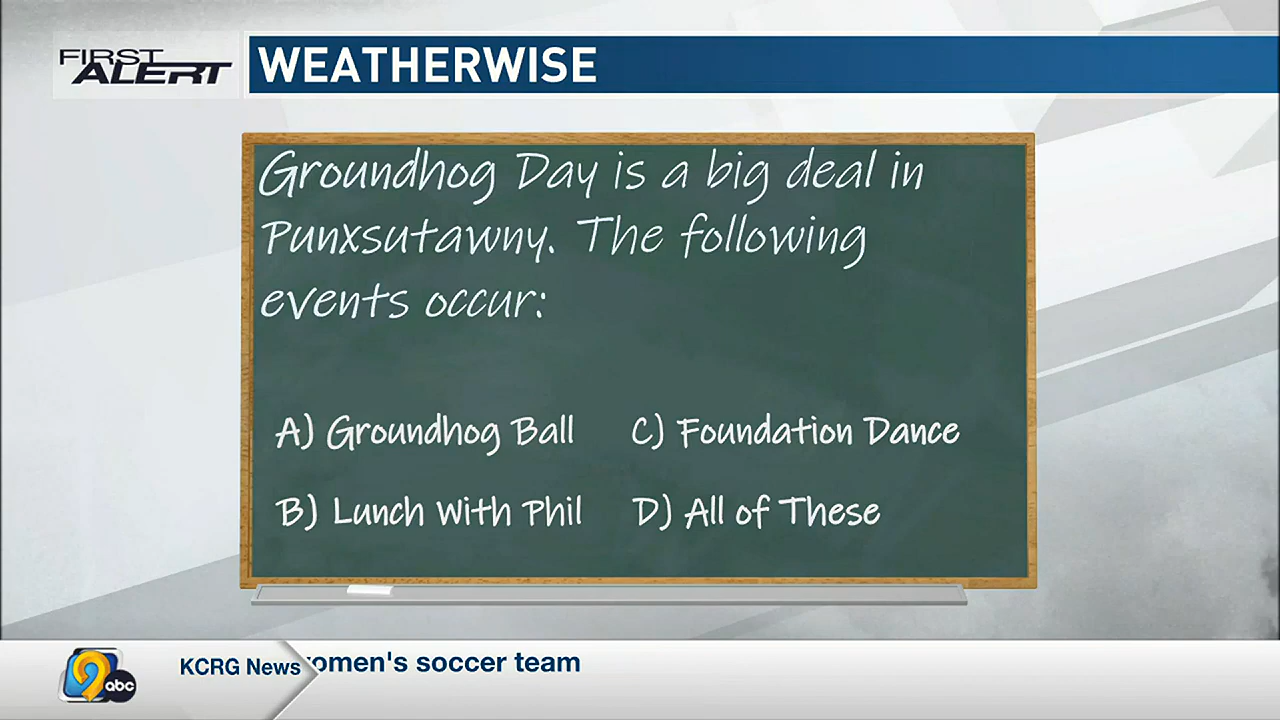 FIRST
ALERT
WEATHERWISE
Groundhog Day is a big deal in
Punxsutawny. The following
events occur:
A) Groundhog Ball
C) Foundation Dance
B) Lunch With Phil
D) All of These
9
abc
KCRG News
women's soccer team